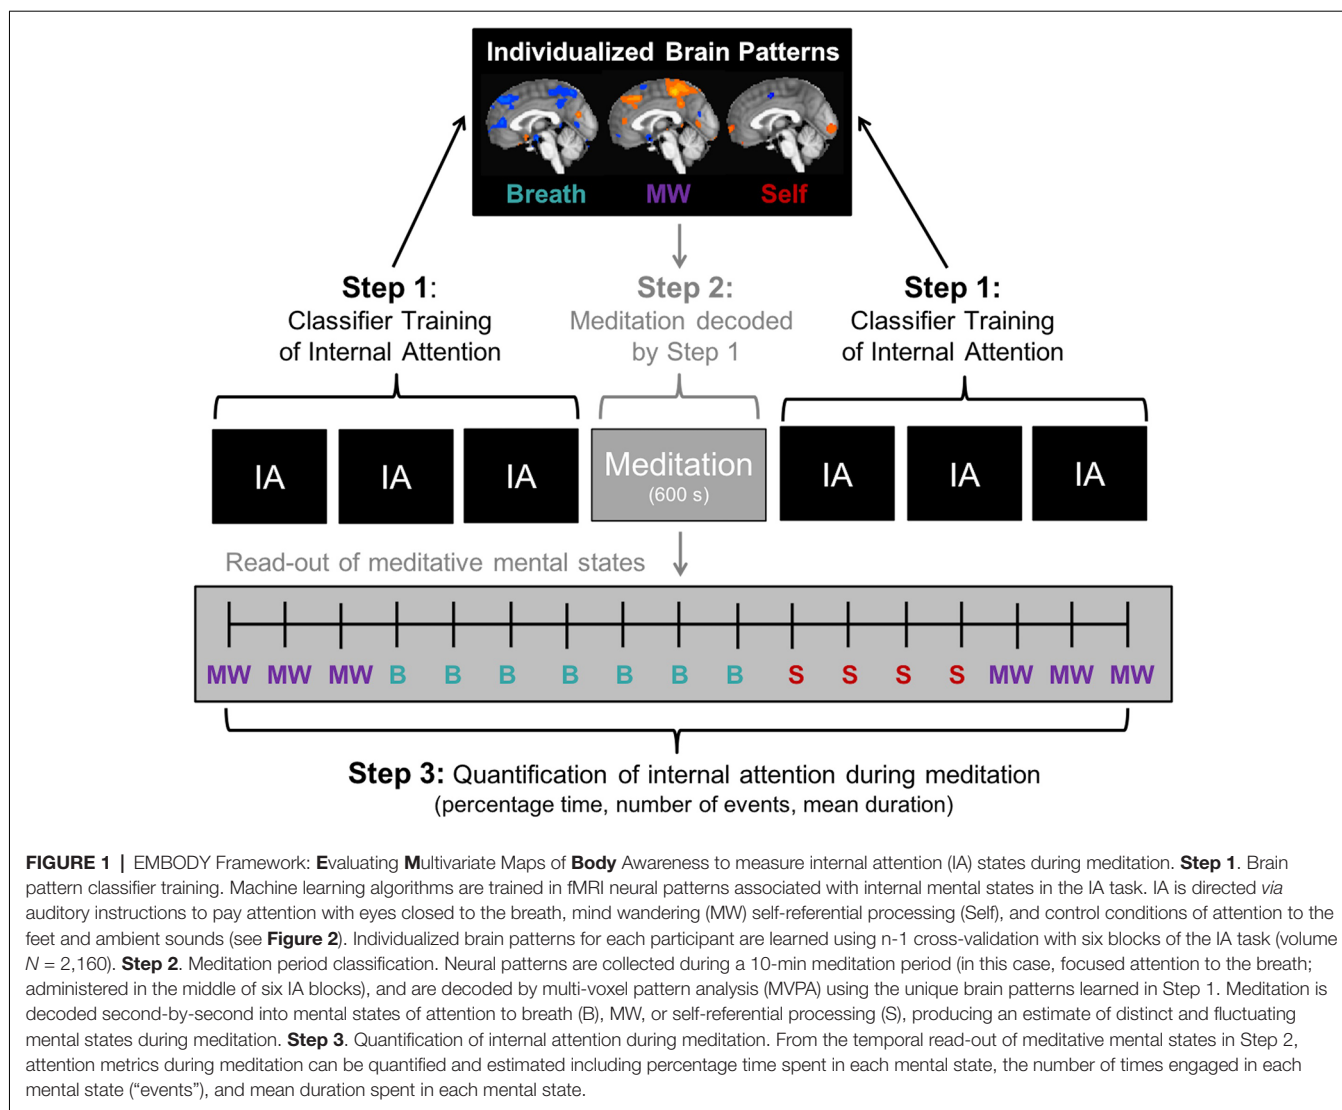 Individualized Brain Patterns
Breath MW Self
Step 1:
Classifier Training
of Internal Attention
Step 2:
Meditation decoded
by Step 1
Step 1:
Classifier Training
of Internal Attention
IA IA IA Meditation IA IA IA
(600 s)
Read-out of meditative mental states
MW MW MW B B B B B B B S S S S MW MW MW
Step 3: Quantification of internal attention during meditation
(percentage time, number of events, mean duration)
FIGURE 1 | EMBODY Framework: Evaluating Multivariate Maps of Body Awareness to measure internal attention (IA) states during meditation. Step 1. Brain
pattern classifier training. Machine learning algorithms are trained in fMRI neural patterns associated with internal mental states in the IA task. IA is directed via
auditory instructions to pay attention with eyes closed to the breath, mind wandering (MW) self-referential processing (Self), and control conditions of attention to the
feet and ambient sounds (see Figure 2). Individualized brain patterns for each participant are learned using n-1 cross-validation with six blocks of the IA task (volume
N = 2,160). Step 2. Meditation period classification. Neural patterns are collected during a 10-min meditation period (in this case, focused attention to the breath;
administered in the middle of six IA blocks), and are decoded by multi-voxel pattern analysis (MVPA) using the unique brain patterns learned in Step 1. Meditation is
decoded second-by-second into mental states of attention to breath (B), MW, or self-referential processing (S), producing an estimate of distinct and fluctuating
mental states during meditation. Step 3. Quantification of internal attention during meditation. From the temporal read-out of meditative mental states in Step 2,
attention metrics during meditation can be quantified and estimated including percentage time spent in each mental state, the number of times engaged in each
mental state (“events”), and mean duration spent in each mental state.